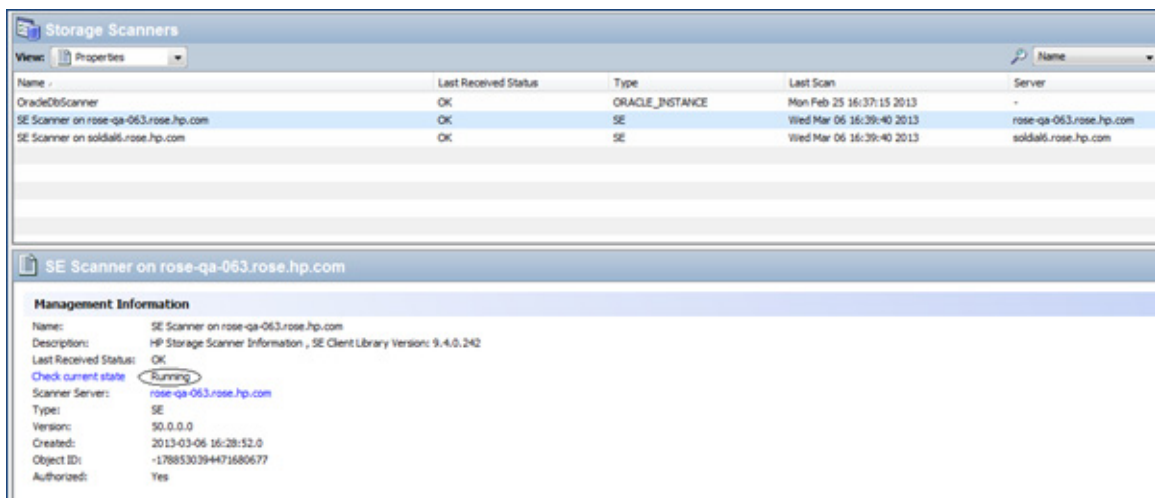 Storage Scanners
View: Properties Name
Name Last Received Status Type Last Scan Server
OracleDbScanner OK ORACLE_INSTANCE Mon Feb 25 16:37:15 2013 -
SE Scanner on rose-qa-063.rose.hp.com OK SE Wed Mar 06 16:39:40 2013 rose-qa-063.rose.hp.com
SE Scanner on soldial6.rose.hp.com OK SE Wed Mar 06 16:39:40 2013 soldial6.rose.hp.com
SE Scanner on rose-qa-063.rose.hp.com
Management Information
Name: SE Scanner on rose-qa-063.rose.hp.com
Description: HP Storage Scanner Information , SE Client Library Version: 9.4.0.242
Last Received Status: OK
Check current state Running
Scanner Server: rose-qa-063.rose.hp.com
Type: SE
Version: 50.0.0.0
Created: 2013-03-06 16:28:52.0
Object ID: -1788530394471680677
Authorized: Yes